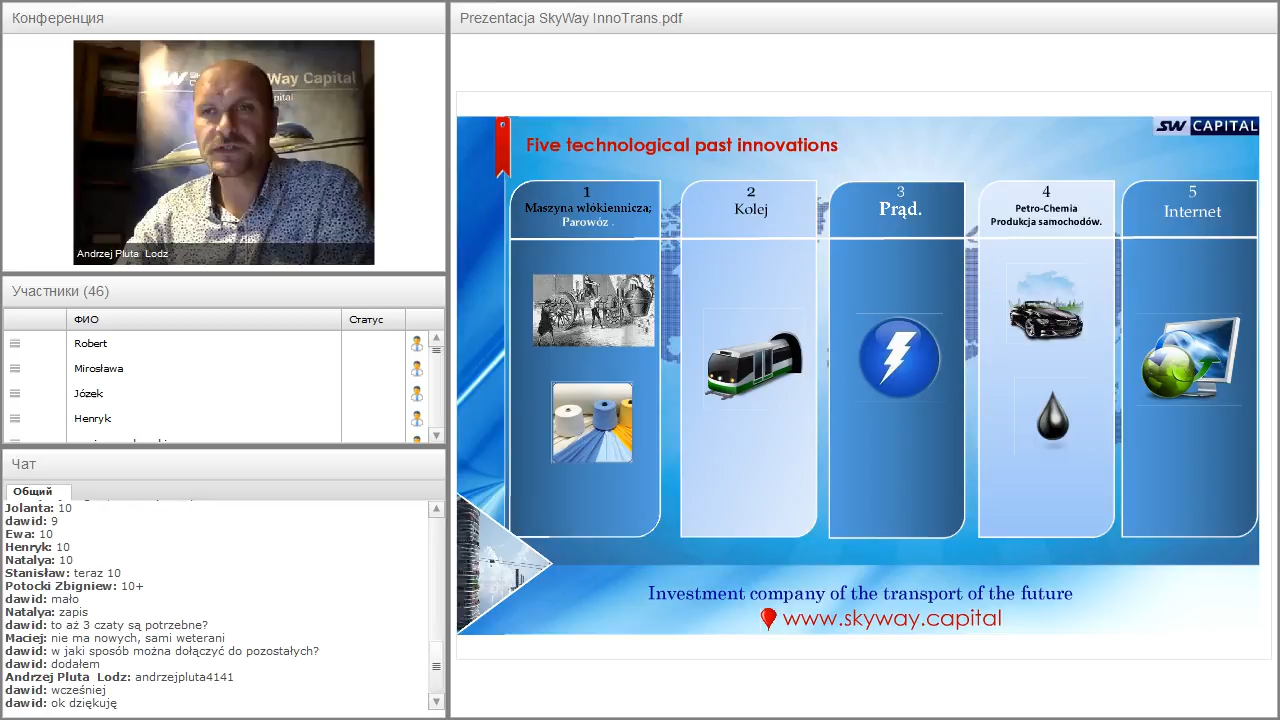 Конференция
SW
Way Capital
pital
Andrzej Pluta Lodz
Участники (46)
ФИО
Статус
Robert
Mirosława
Józek
Henryk
Чат
Общий
Jolanta: 10
dawid: 9
Ewa: 10
Henryk: 10
Natalya: 10
Stanisław: teraz 10
Potocki Zbigniew: 10+
dawid: mało
Natalya: zapis
dawid: to aż 3 czaty są potrzebne?
Maciej: nie ma nowych, sami weterani
dawid: w jaki sposób można dołączyć do pozostałych?
dawid: dodałem
Andrzej Pluta Lodz: andrzejpluta4141
dawid: wcześniej
dawid: ok dziękuję
Prezentacja SkyWay InnoTrans.pdf
SW CAPITAL
Five technological past innovations
1
Maszyna włókiennicza;
Parowóz .
2
Kolej
3
Prąd.
4
Petro-Chemia
Produkcja samochodów.
5
Internet
Investment company of the transport of the future
www.skyway.capital